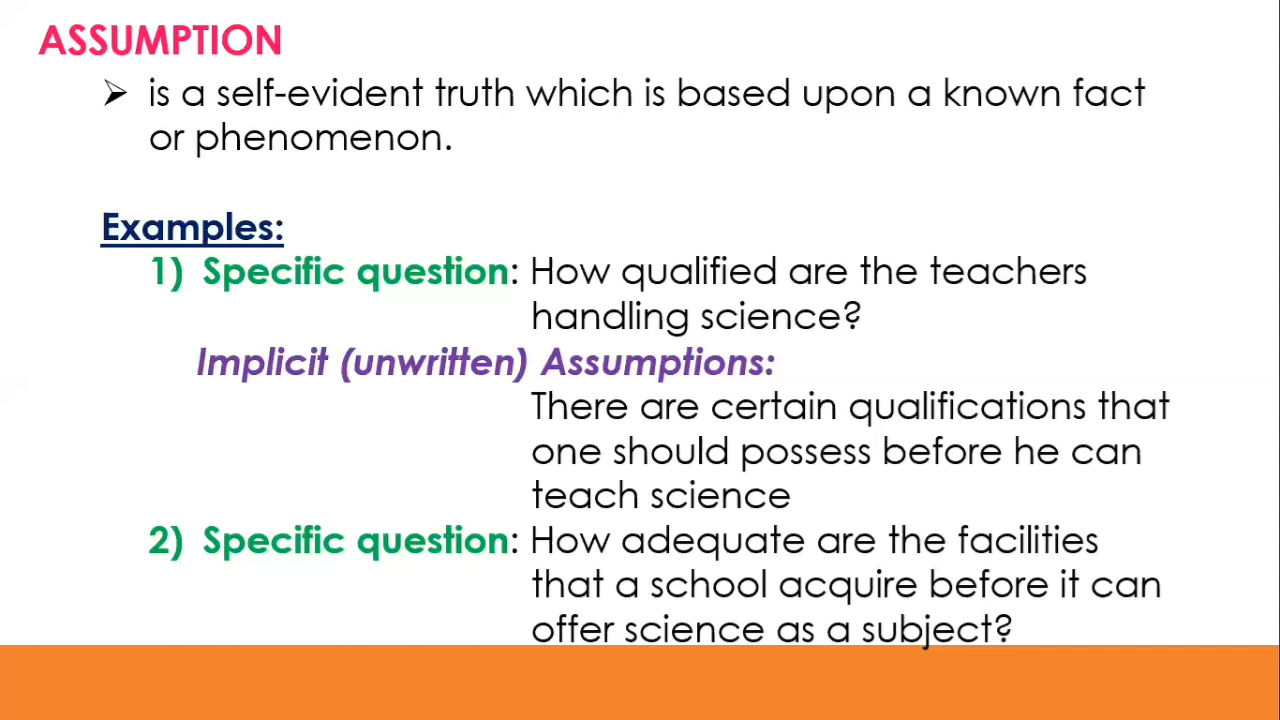 ASSUMPTION
➢ is a self-evident truth which is based upon a known fact
or phenomenon.
Examples:
1) Specific question: How qualified are the teachers
handling science?
Implicit (unwritten) Assumptions:
There are certain qualifications that
one should possess before he can
teach science
2) Specific question: How adequate are the facilities
that a school acquire before it can
offer science as a subject?